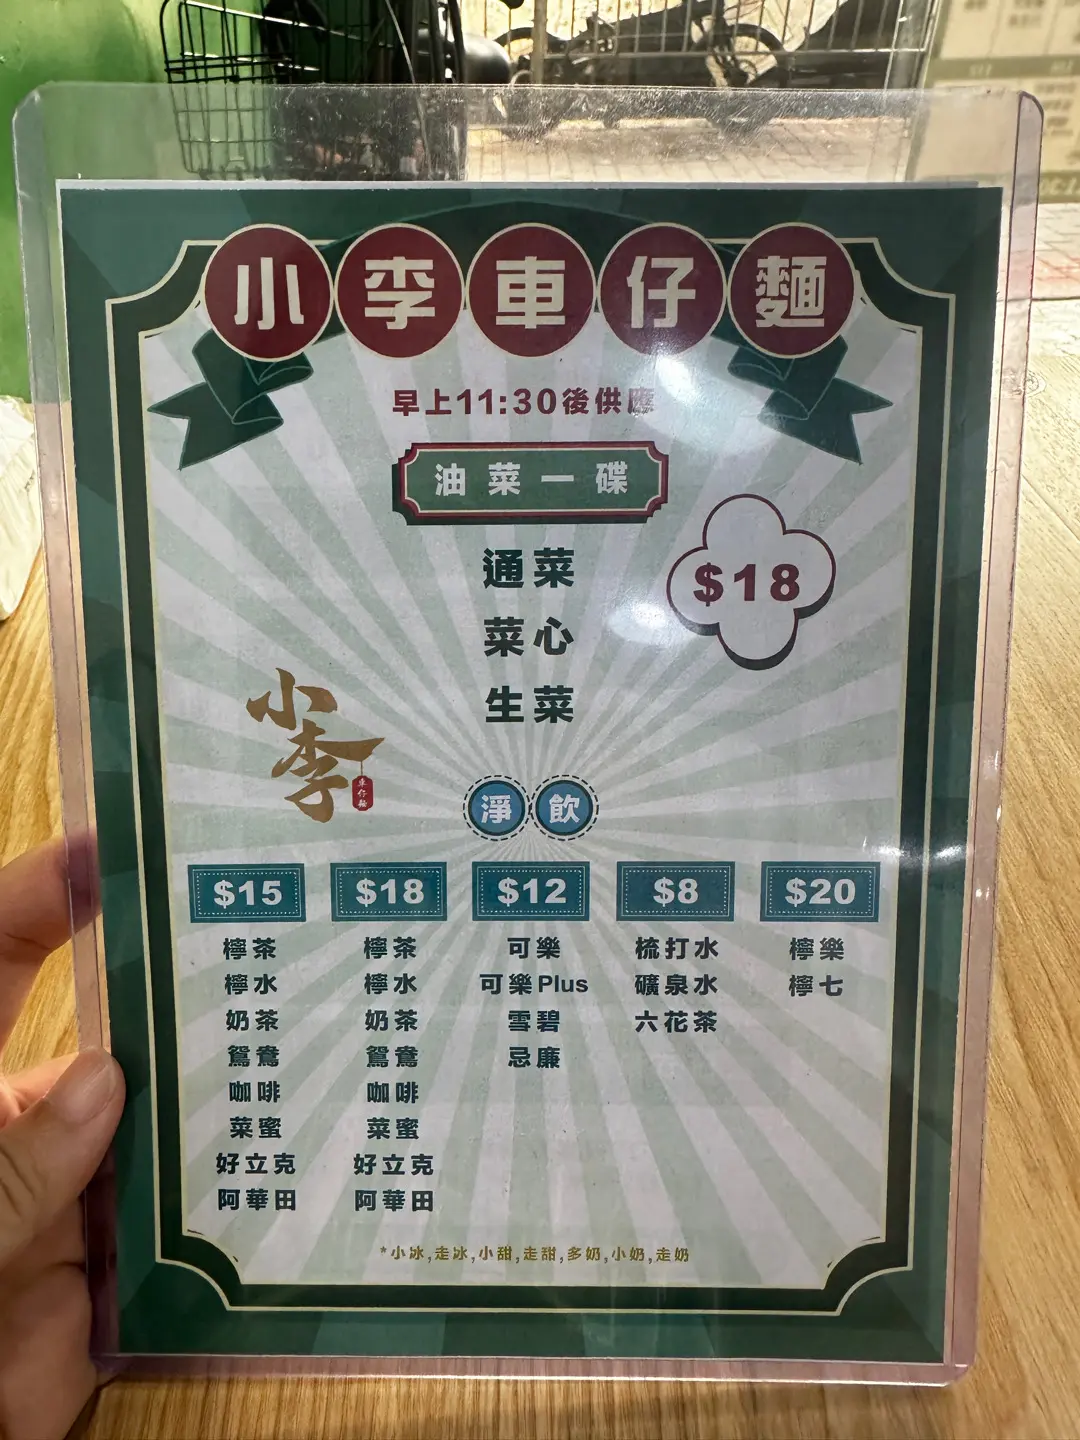 小李車仔麵
早上11:30後供應
油菜一碟
通菜
$18
菜心
生菜
小李
車仔麵
淨飲
$15 $18 $12 $8 $20
檸茶 檸茶 可樂 梳打水 檸樂
檸水 檸水 可樂Plus 礦泉水 檸七
奶茶 奶茶 雪碧 六花茶
鴛鴦 鴛鴦 忌廉
咖啡 咖啡
菜蜜 菜蜜
好立克 好立克
阿華田 阿華田
*小冰,走冰,小甜,走甜,多奶,小奶,走奶